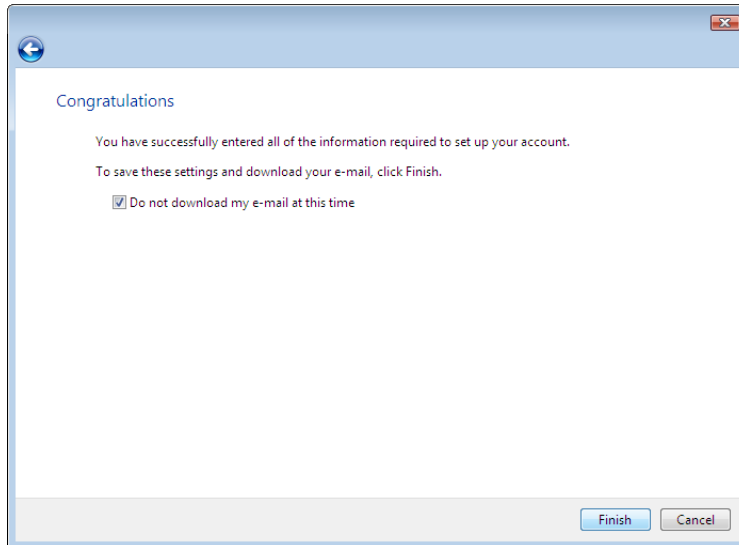 Congratulations
You have successfully entered all of the information required to set up your account.
To save these settings and download your e-mail, click Finish.
Do not download my e-mail at this time
Finish
Cancel